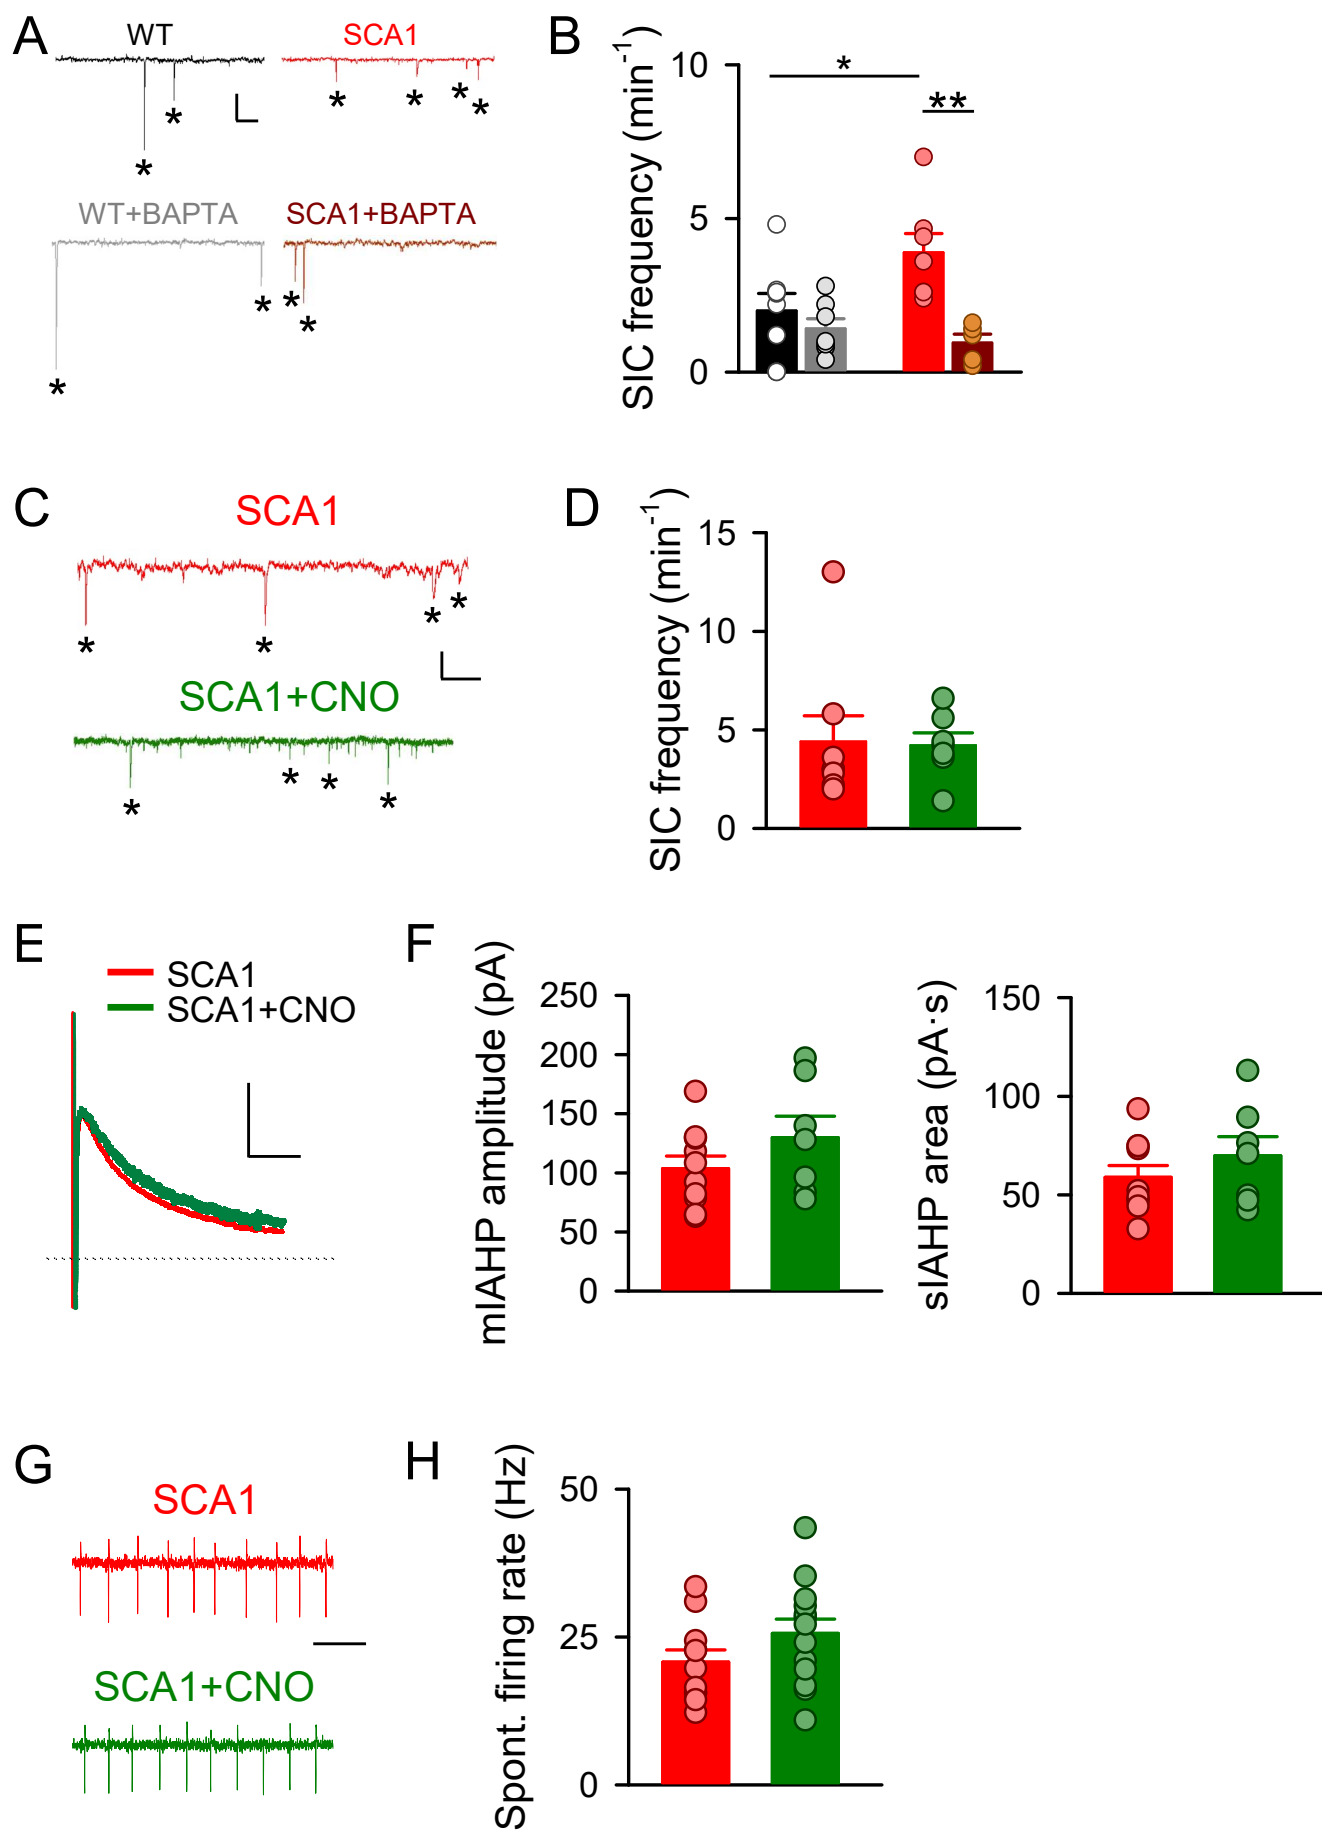 A
WT
SCA1
*
*
*
*
*
*
WT+BAPTA
SCA1+BAPTA
*
*
*
*
B
SIC frequency (min⁻¹)
10
5
0
*
**
C
SCA1
*
*
*
*
SCA1+CNO
*
*
*
*
D
SIC frequency (min⁻¹)
15
10
5
0
E
SCA1
SCA1+CNO
F
mIAHP amplitude (pA)
250
200
150
100
50
0
sIAHP area (pA·s)
150
100
50
0
G
SCA1
SCA1+CNO
H
Spont. firing rate (Hz)
50
25
0